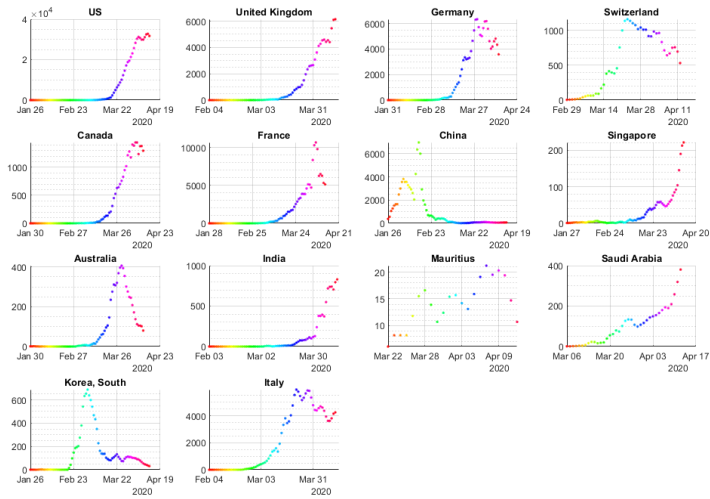 US
× 10^4
4
2
0
Jan 26 Feb 23 Mar 22 Apr 19
2020
United Kingdom
6000
4000
2000
0
Feb 04 Mar 03 Mar 31
2020
Germany
6000
4000
2000
0
Jan 31 Feb 28 Mar 27 Apr 24
2020
Switzerland
1000
500
0
Feb 29 Mar 14 Mar 28 Apr 11
2020
Canada
1000
500
0
Jan 30 Feb 27 Mar 26 Apr 23
2020
France
10000
5000
0
Jan 28 Feb 25 Mar 24 Apr 21
2020
China
6000
4000
2000
0
Jan 26 Feb 23 Mar 22 Apr 19
2020
Singapore
200
100
0
Jan 27 Feb 24 Mar 23 Apr 20
2020
Australia
400
200
0
Jan 30 Feb 27 Mar 26 Apr 23
2020
India
1000
500
0
Feb 03 Mar 02 Mar 30
2020
Mauritius
20
15
10
Mar 22 Mar 28 Apr 03 Apr 09
2020
Saudi Arabia
400
200
0
Mar 06 Mar 20 Apr 03 Apr 17
2020
Korea, South
600
400
200
0
Jan 26 Feb 23 Mar 22 Apr 19
2020
Italy
4000
2000
0
Feb 04 Mar 03 Mar 31
2020